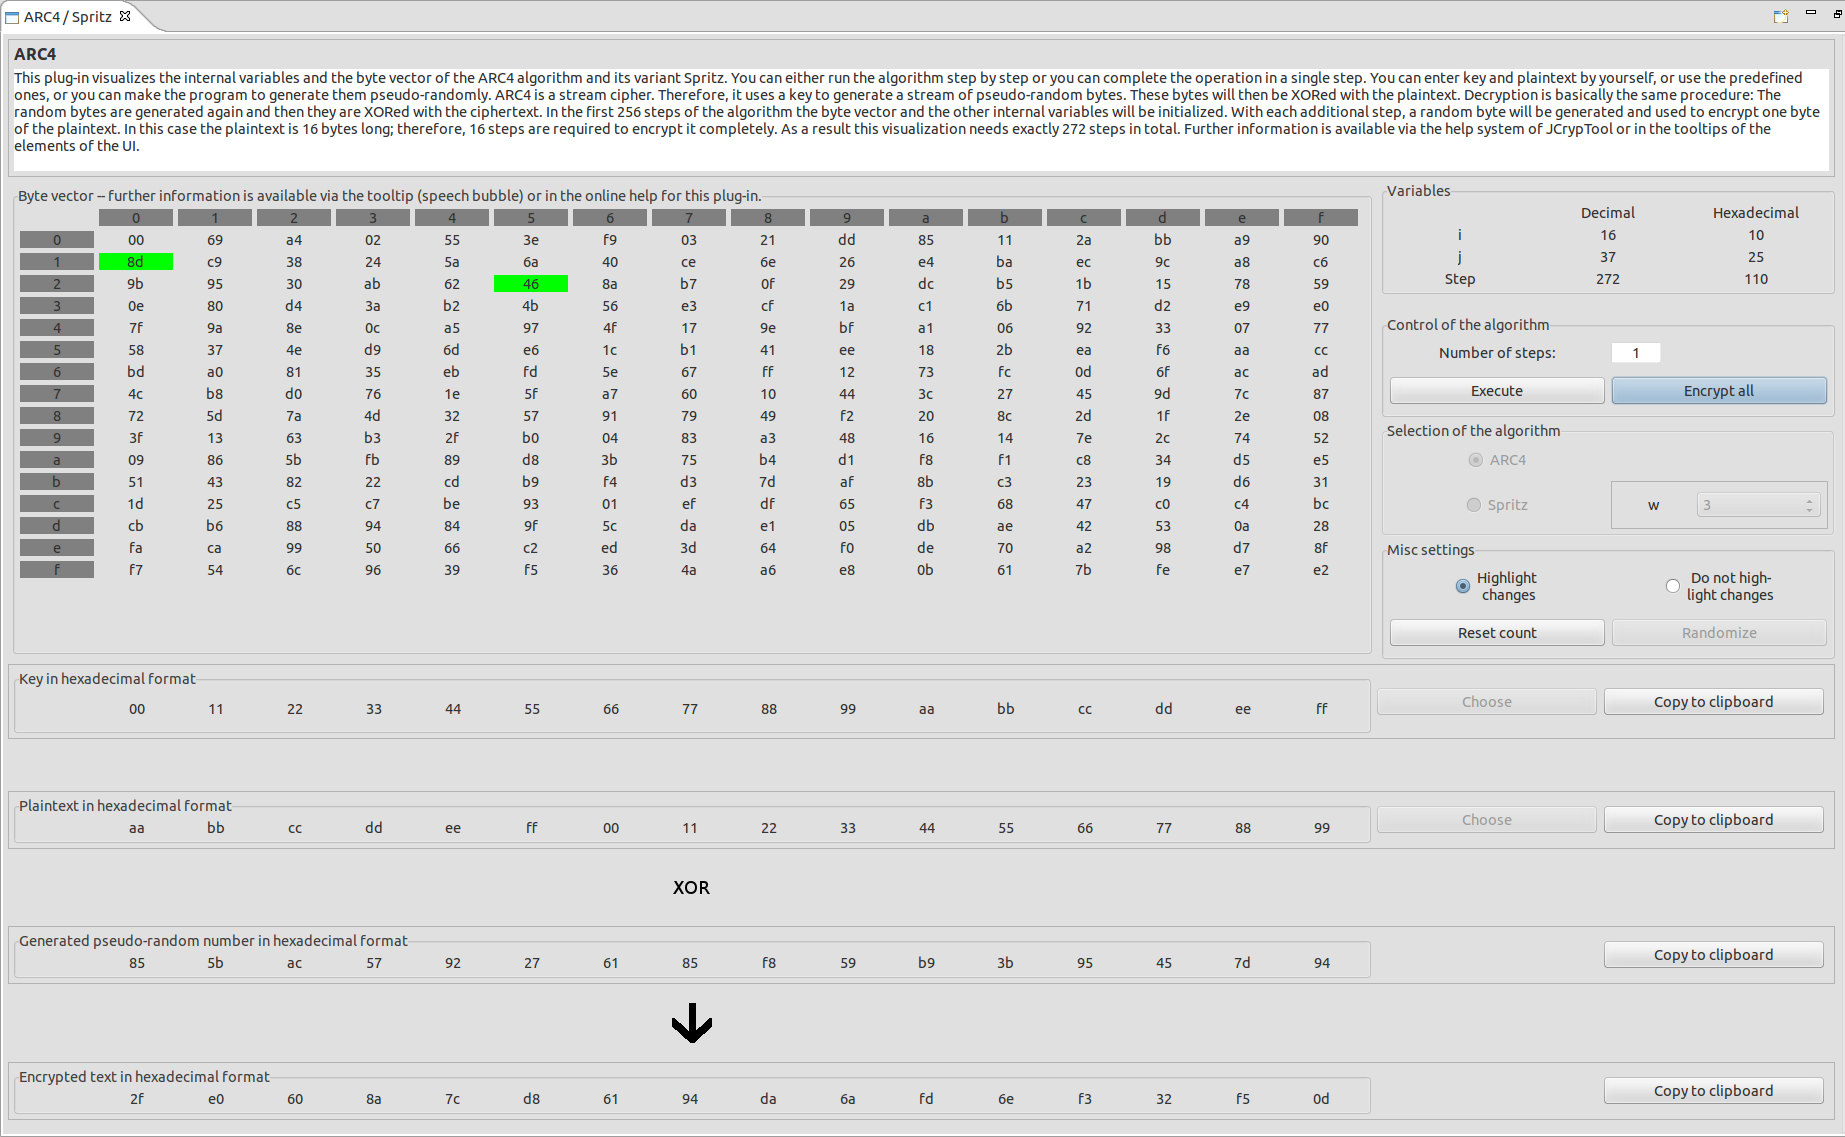 ARC4 / Spritz
ARC4
This plug-in visualizes the internal variables and the byte vector of the ARC4 algorithm and its variant Spritz. You can either run the algorithm step by step or you can complete the operation in a single step. You can enter key and plaintext by yourself, or use the predefined
ones, or you can make the program to generate them pseudo-randomly. ARC4 is a stream cipher. Therefore, it uses a key to generate a stream of pseudo-random bytes. These bytes will then be XORed with the plaintext. Decryption is basically the same procedure: The
random bytes are generated again and then they are XORed with the ciphertext. In the first 256 steps of the algorithm the byte vector and the other internal variables will be initialized. With each additional step, a random byte will be generated and used to encrypt one byte
of the plaintext. In this case the plaintext is 16 bytes long; therefore, 16 steps are required to encrypt it completely. As a result this visualization needs exactly 272 steps in total. Further information is available via the help system of JCrypTool or in the tooltips of the
elements of the UI.
Byte vector – further information is available via the tooltip (speech bubble) or in the online help for this plug-in.
0 1 2 3 4 5 6 7 8 9 a b c d e f
0 00 69 a4 02 55 3e f9 03 21 dd 85 11 2a bb a9 90
1 8d c9 38 24 5a 6a 40 ce 6e 26 e4 ba ec 9c a8 c6
2 9b 95 30 ab 62 46 8a b7 0f 29 dc b5 1b 15 78 59
3 0e 80 d4 3a b2 4b 56 e3 cf 1a c1 6b 71 d2 e9 e0
4 7f 9a 8e 0c a5 97 4f 17 9e bf a1 06 92 33 07 77
5 58 37 4e d9 6d e6 1c b1 41 ee 18 2b ea f6 aa cc
6 bd a0 81 35 eb fd 5e 67 ff 12 73 fc 0d 6f ac ad
7 4c b8 d0 76 1e 5f a7 60 10 44 3c 27 45 9d 7c 87
8 72 5d 7a 4d 32 57 91 79 49 f2 20 8c 2d 1f 2e 08
9 3f 13 63 b3 2f b0 04 83 a3 48 16 14 7e 2c 74 52
a 09 86 5b fb 89 d8 3b 75 b4 d1 f8 f1 c8 34 d5 e5
b 51 43 82 22 cd b9 f4 d3 7d af 8b c3 23 19 d6 31
c 1d 25 c5 c7 be 93 01 ef df 65 f3 68 47 c0 c4 bc
d cb b6 88 94 84 9f 5c da e1 05 db ae 42 53 0a 28
e fa ca 99 50 66 c2 ed 3d 64 f0 de 70 a2 98 d7 8f
f f7 54 6c 96 39 f5 36 4a a6 e8 0b 61 7b fe e7 e2
Variables
Decimal Hexadecimal
i 16 10
j 37 25
Step 272 110
Control of the algorithm
Number of steps: 1
Execute Encrypt all
Selection of the algorithm
ARC4
Spritz w 3
Misc settings
Highlight
changes
Do not high-
light changes
Reset count Randomize
Key in hexadecimal format
00 11 22 33 44 55 66 77 88 99 aa bb cc dd ee ff
Choose Copy to clipboard
Plaintext in hexadecimal format
aa bb cc dd ee ff 00 11 22 33 44 55 66 77 88 99
Choose Copy to clipboard
XOR
Generated pseudo-random number in hexadecimal format
85 5b ac 57 92 27 61 85 f8 59 b9 3b 95 45 7d 94
Copy to clipboard
Encrypted text in hexadecimal format
2f e0 60 8a 7c d8 61 94 da 6a fd 6e f3 32 f5 0d
Copy to clipboard